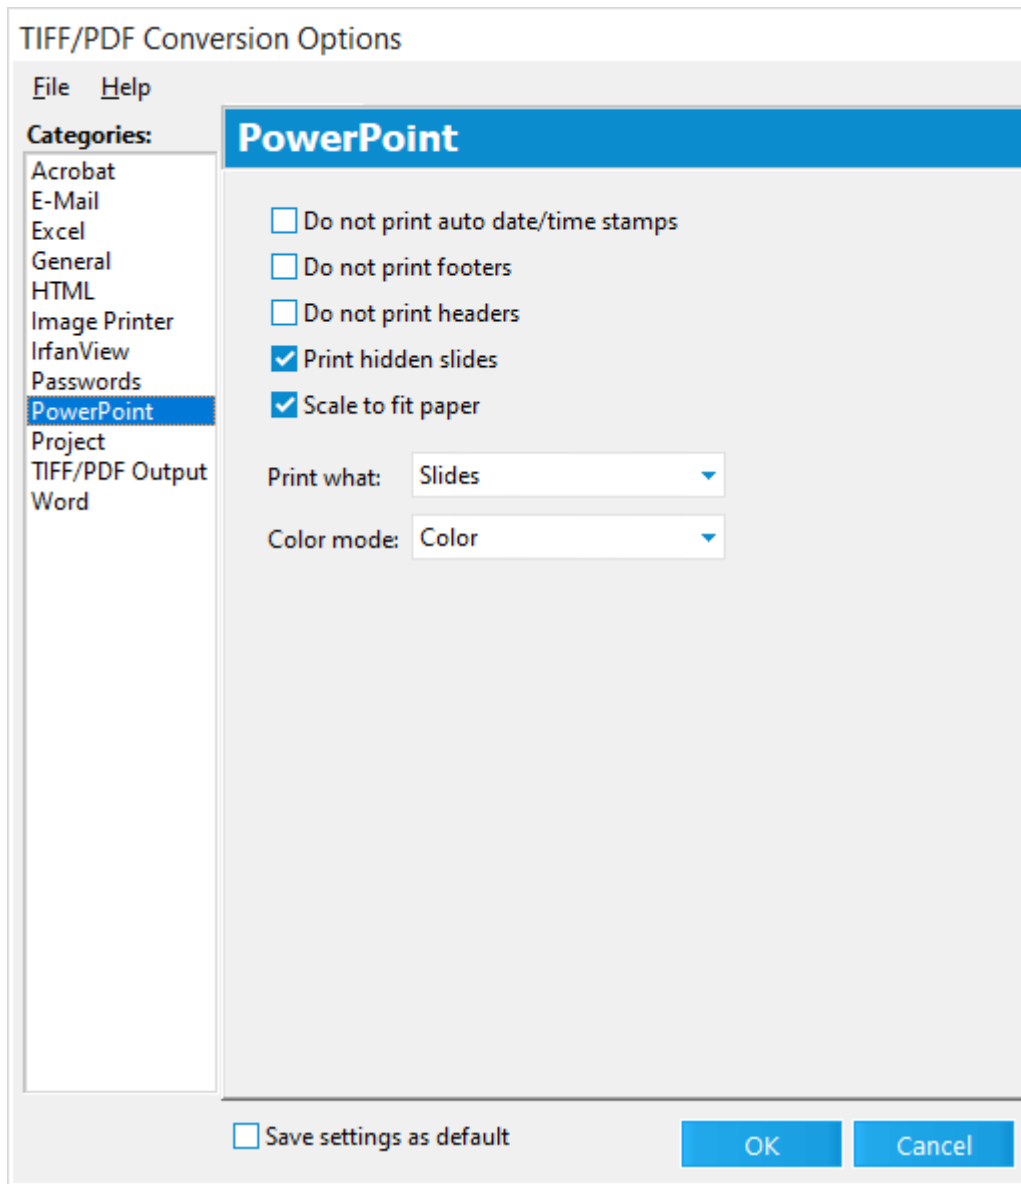 TIFF/PDF Conversion Options
File Help
Categories:
Acrobat
E-Mail
Excel
General
HTML
Image Printer
IrfanView
Passwords
PowerPoint
Project
TIFF/PDF Output
Word
PowerPoint
Do not print auto date/time stamps
Do not print footers
Do not print headers
Print hidden slides
Scale to fit paper
Print what: Slides
Color mode: Color
Save settings as default
OK
Cancel